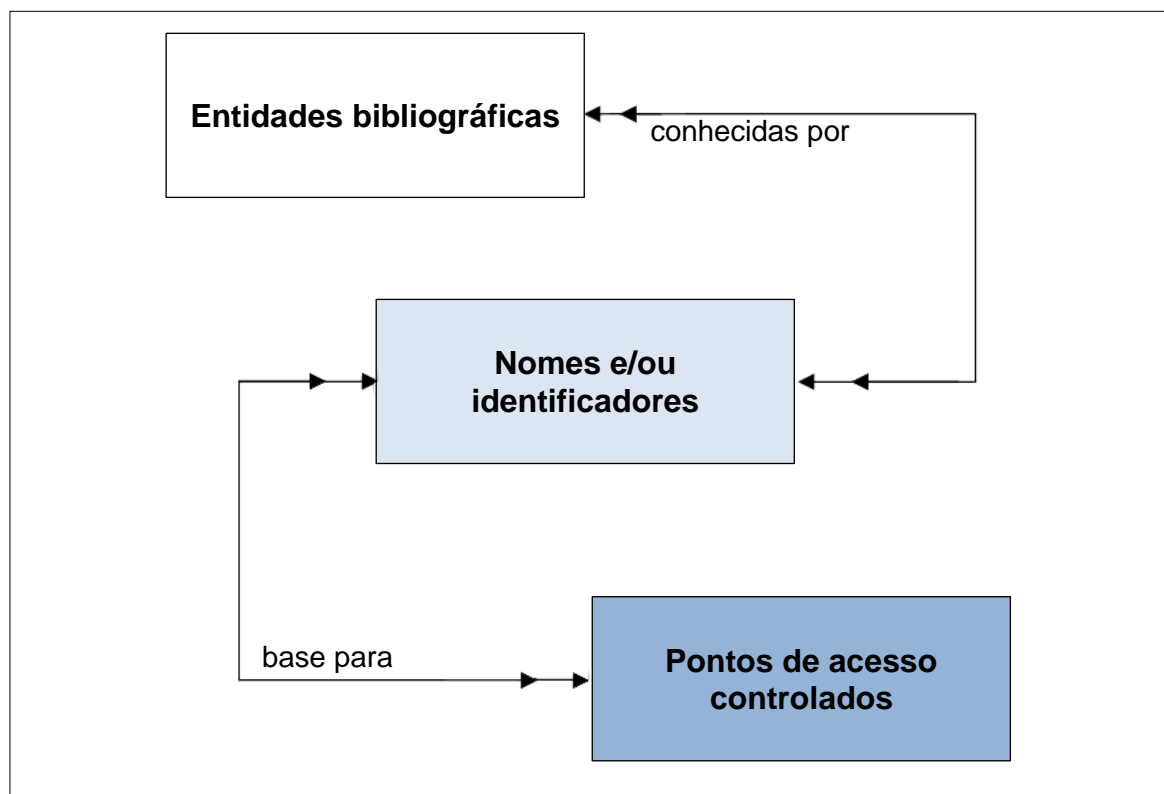 Entidades bibliográficas
conhecidas por
Nomes e/ou
identificadores
base para
Pontos de acesso
controlados